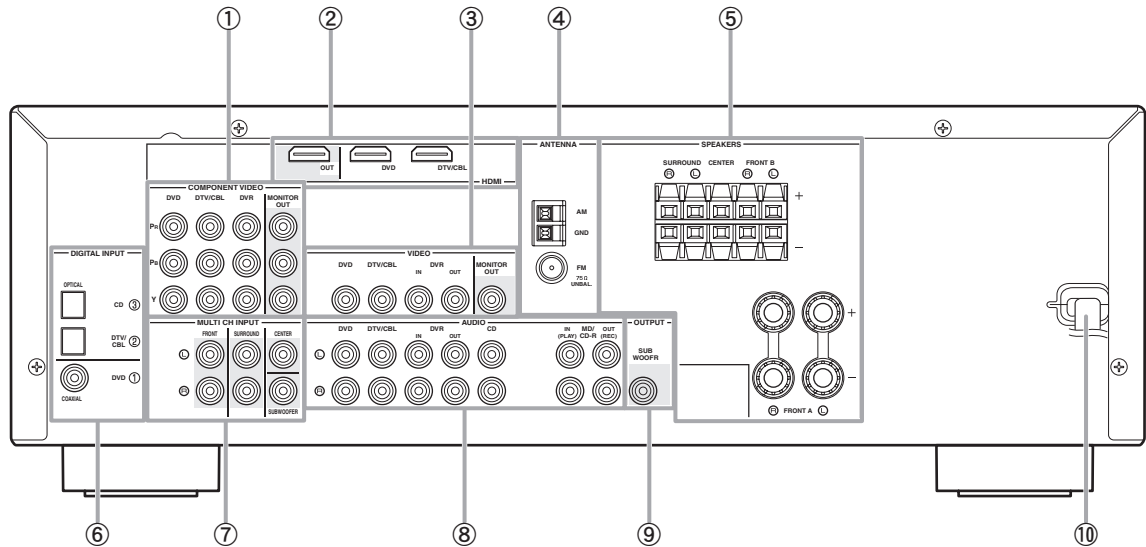 ① ② ③ ④ ⑤
OUT DVD DTV/CBL
HDMI
COMPONENT VIDEO
DVD DTV/CBL DVR MONITOR OUT
PR
PB
Y
DIGITAL INPUT
OPTICAL
CD ③
DTV/
CBL ②
DVD ①
COAXIAL
VIDEO
DVD DTV/CBL DVR MONITOR
IN OUT OUT
ANTENNA
AM
GND
FM
75Ω
UNBAL.
SPEAKERS
SURROUND CENTER FRONT B
R L R L
+
–
+
–
R FRONT A L
MULTI CH INPUT
FRONT SURROUND CENTER
L
R
SUBWOOFER
AUDIO
DVD DTV/CBL DVR CD
IN OUT
IN MD/ OUT
(PLAY) CD-R (REC)
L
R
OUTPUT
SUB
WOOFR
⑥ ⑦ ⑧ ⑨ ⑩